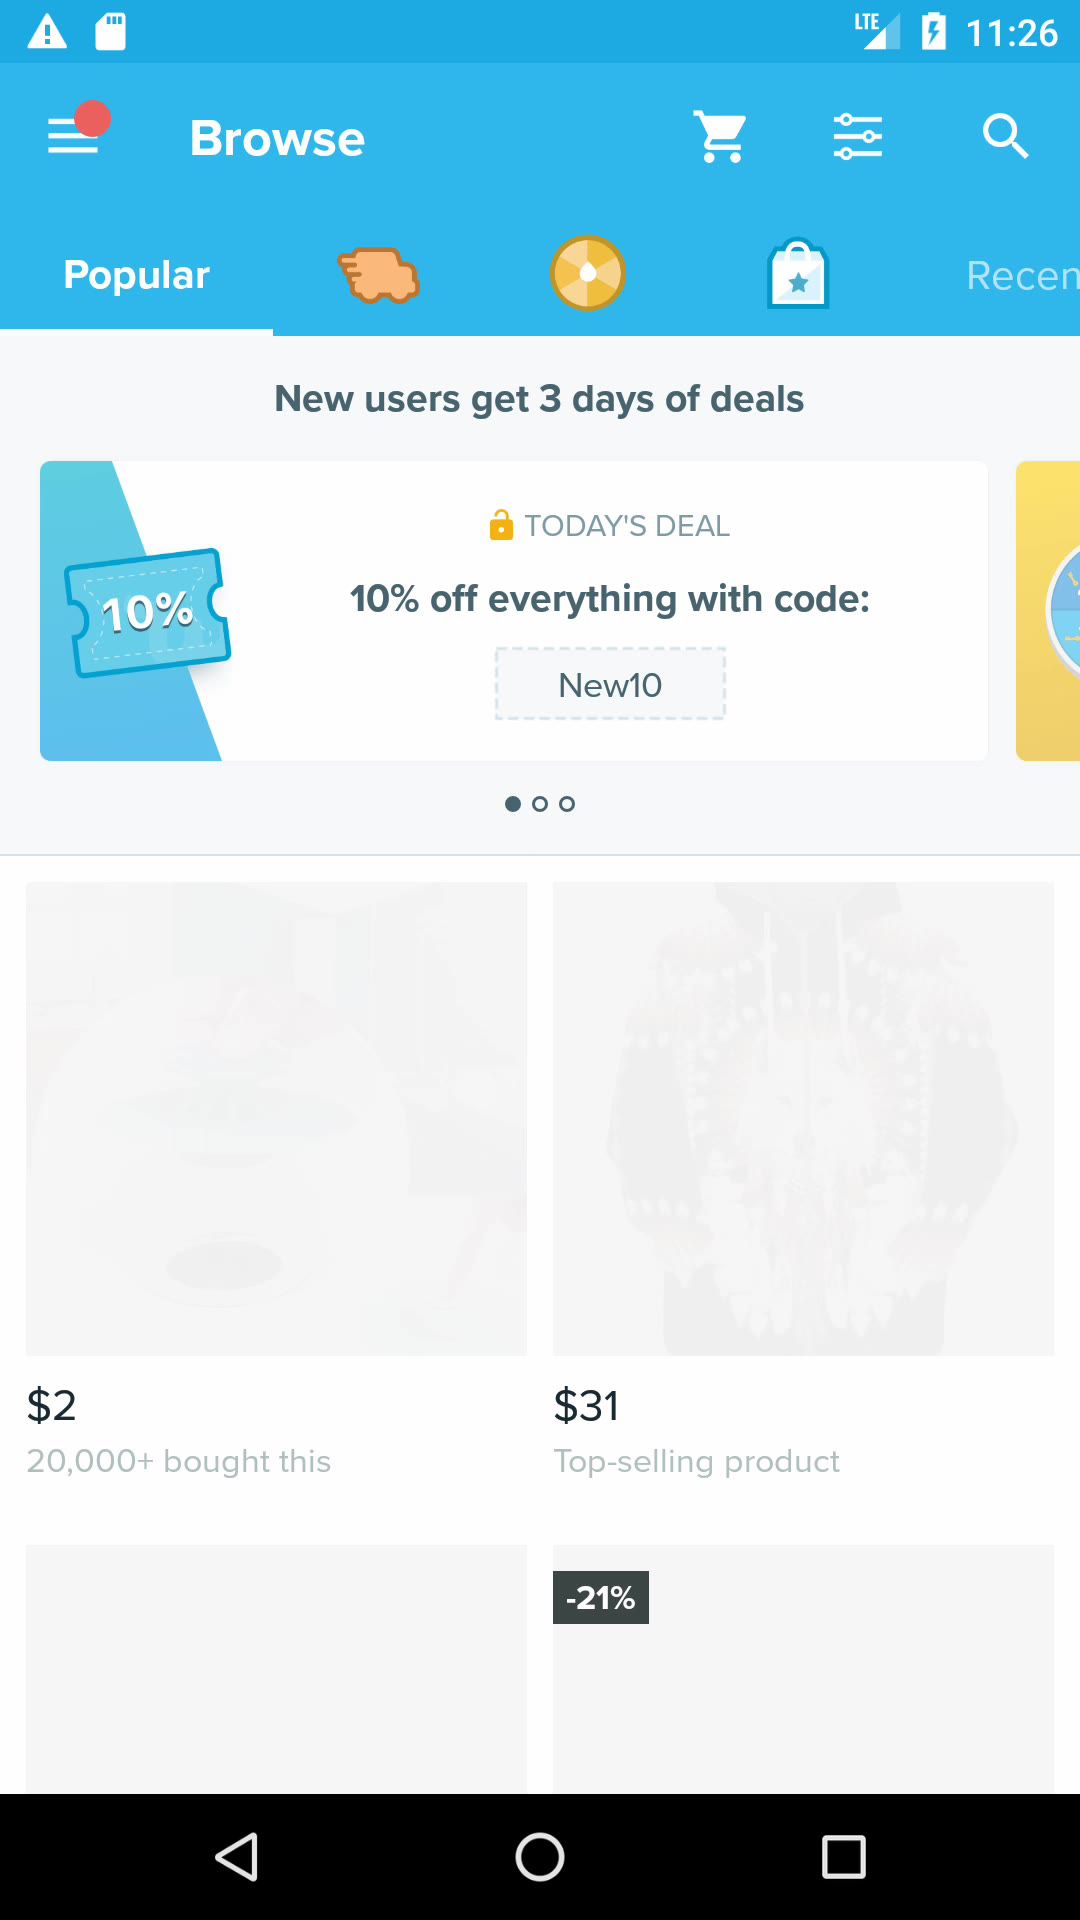 LTE 11:26
Browse
Popular
Recen
New users get 3 days of deals
TODAY'S DEAL
10% off everything with code:
10%
New10
$2
$31
20,000+ bought this
Top-selling product
-21%